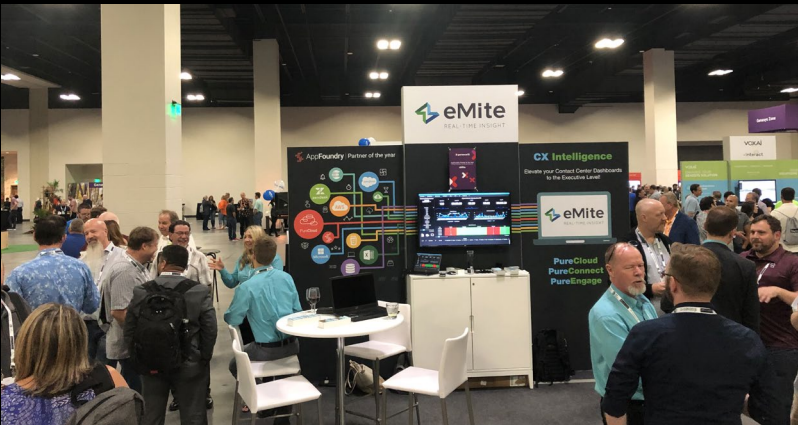 eMite
REAL-TIME INSIGHT
AppFoundry | Partner of the year
CX Intelligence
Elevate your Contact Center Dashboards
to the Executive Level!
eMite
REAL-TIME INSIGHT
PureCloud
PureConnect
PureEngage
VOXAI